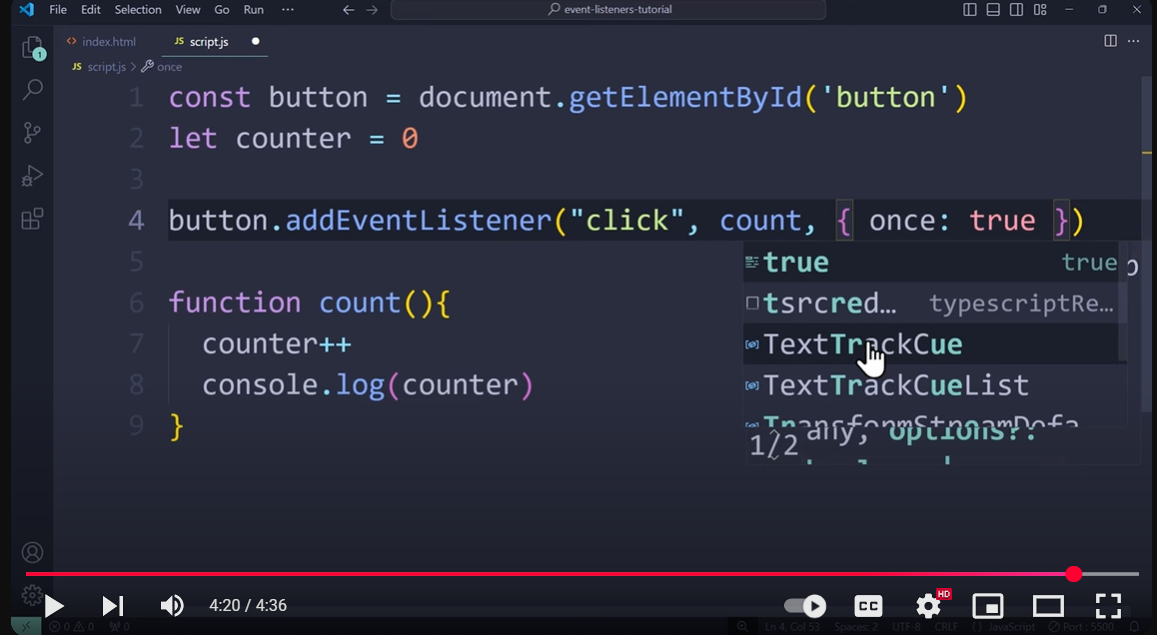 File Edit Selection View Go Run ··· event-listeners-tutorial
1
index.html JS script.js
JS script.js > once
1 const button = document.getElementById('button')
2 let counter = 0
3
4 button.addEventListener("click", count, { once: true })
5
true true
6 function count(){
tsrcred… typescriptRe…
7 counter++
TextTrackCue
8 console.log(counter)
TextTrackCueList
9 }
1/2 any, options?:
4:20 / 4:36
CC HD
0 0 0 Ln 4, Col 53 Spaces: 2 UTF-8 CRLF {} JavaScript Port : 5500